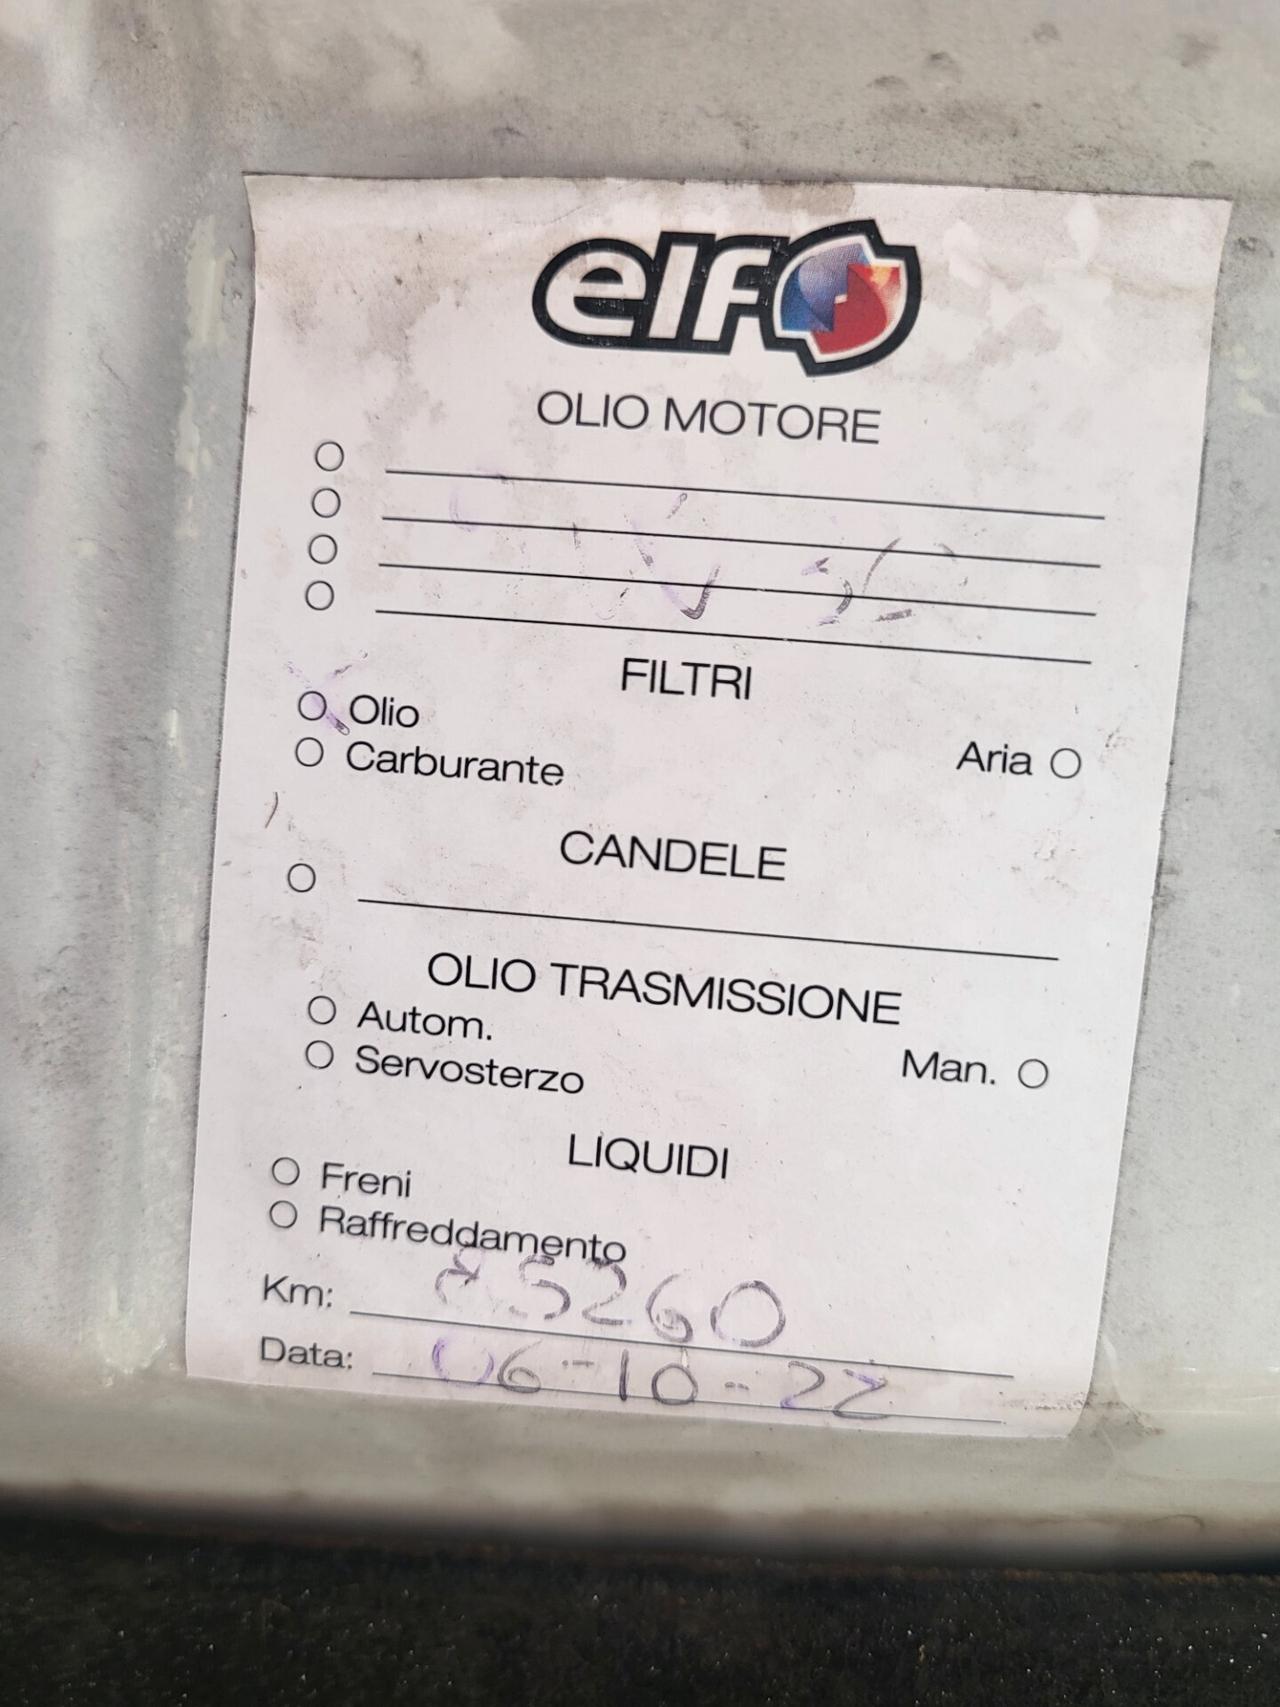 elf
OLIO MOTORE
FILTRI
Olio
Carburante Aria
CANDELE
OLIO TRASMISSIONE
Autom.
Servosterzo Man.
LIQUIDI
Freni
Raffreddamento
Km: 85260
Data: 06-10-22